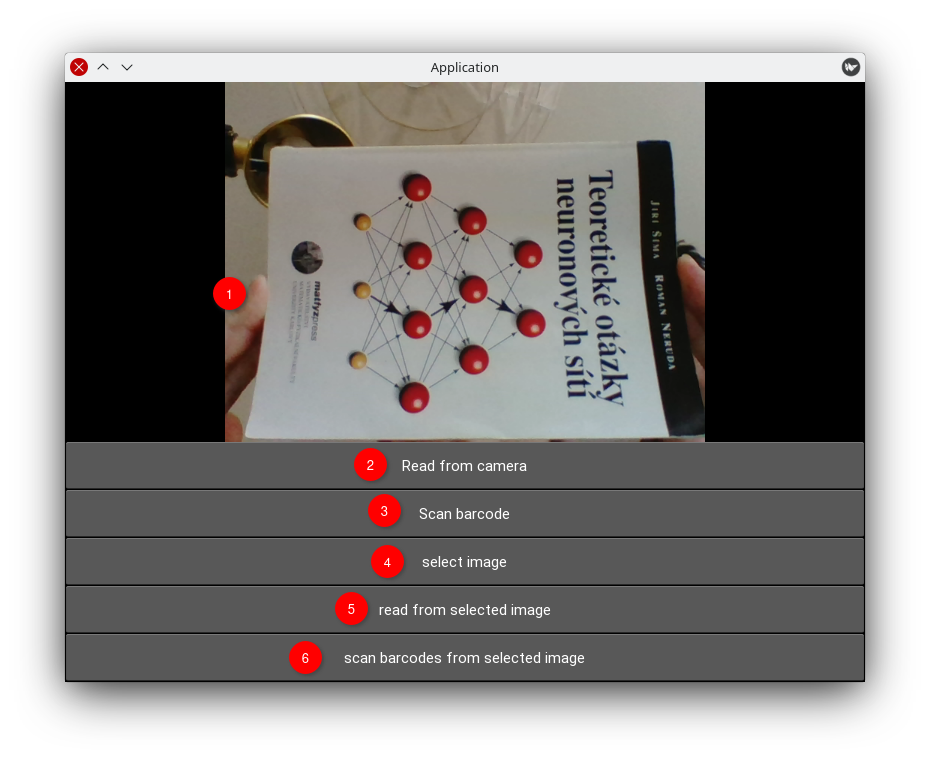 Application
Teoretické otázky
neuronových sítí
JIŘÍ ŠÍMA ROMAN NERUDA
matfyzpress
1
2 Read from camera
3 Scan barcode
4 select image
5 read from selected image
6 scan barcodes from selected image